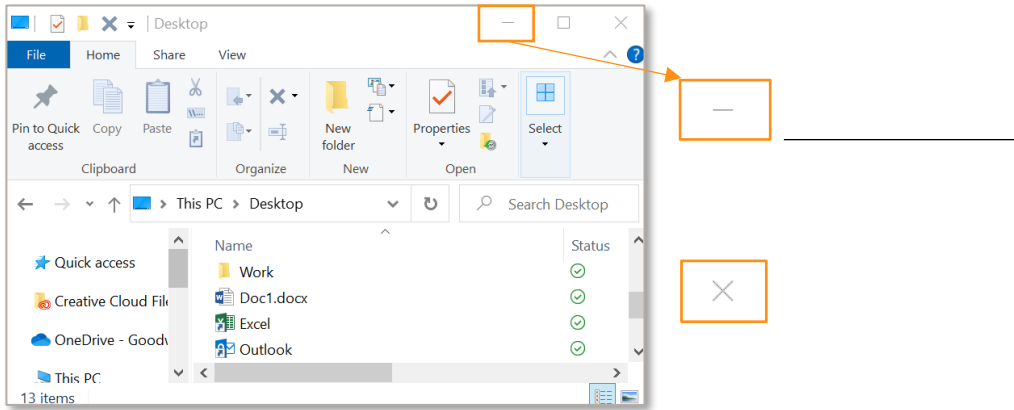 Desktop
File Home Share View
Pin to Quick access
Copy
Paste
New folder
Properties
Select
Clipboard Organize New Open
This PC Desktop
Search Desktop
Name Status
Quick access
Creative Cloud File
OneDrive - Goodw
This PC
Work
Doc1.docx
Excel
Outlook
13 items